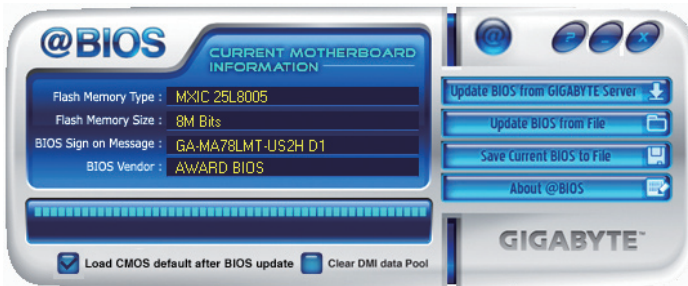 @BIOS
CURRENT MOTHERBOARD
INFORMATION
Flash Memory Type : MXIC 25L8005
Flash Memory Size : 8M Bits
BIOS Sign on Message : GA-MA78LMT-US2H D1
BIOS Vendor : AWARD BIOS
Load CMOS default after BIOS update
Clear DMI data Pool
@
? - X
Update BIOS from GIGABYTE Server
Update BIOS from File
Save Current BIOS to File
About @BIOS
GIGABYTE™